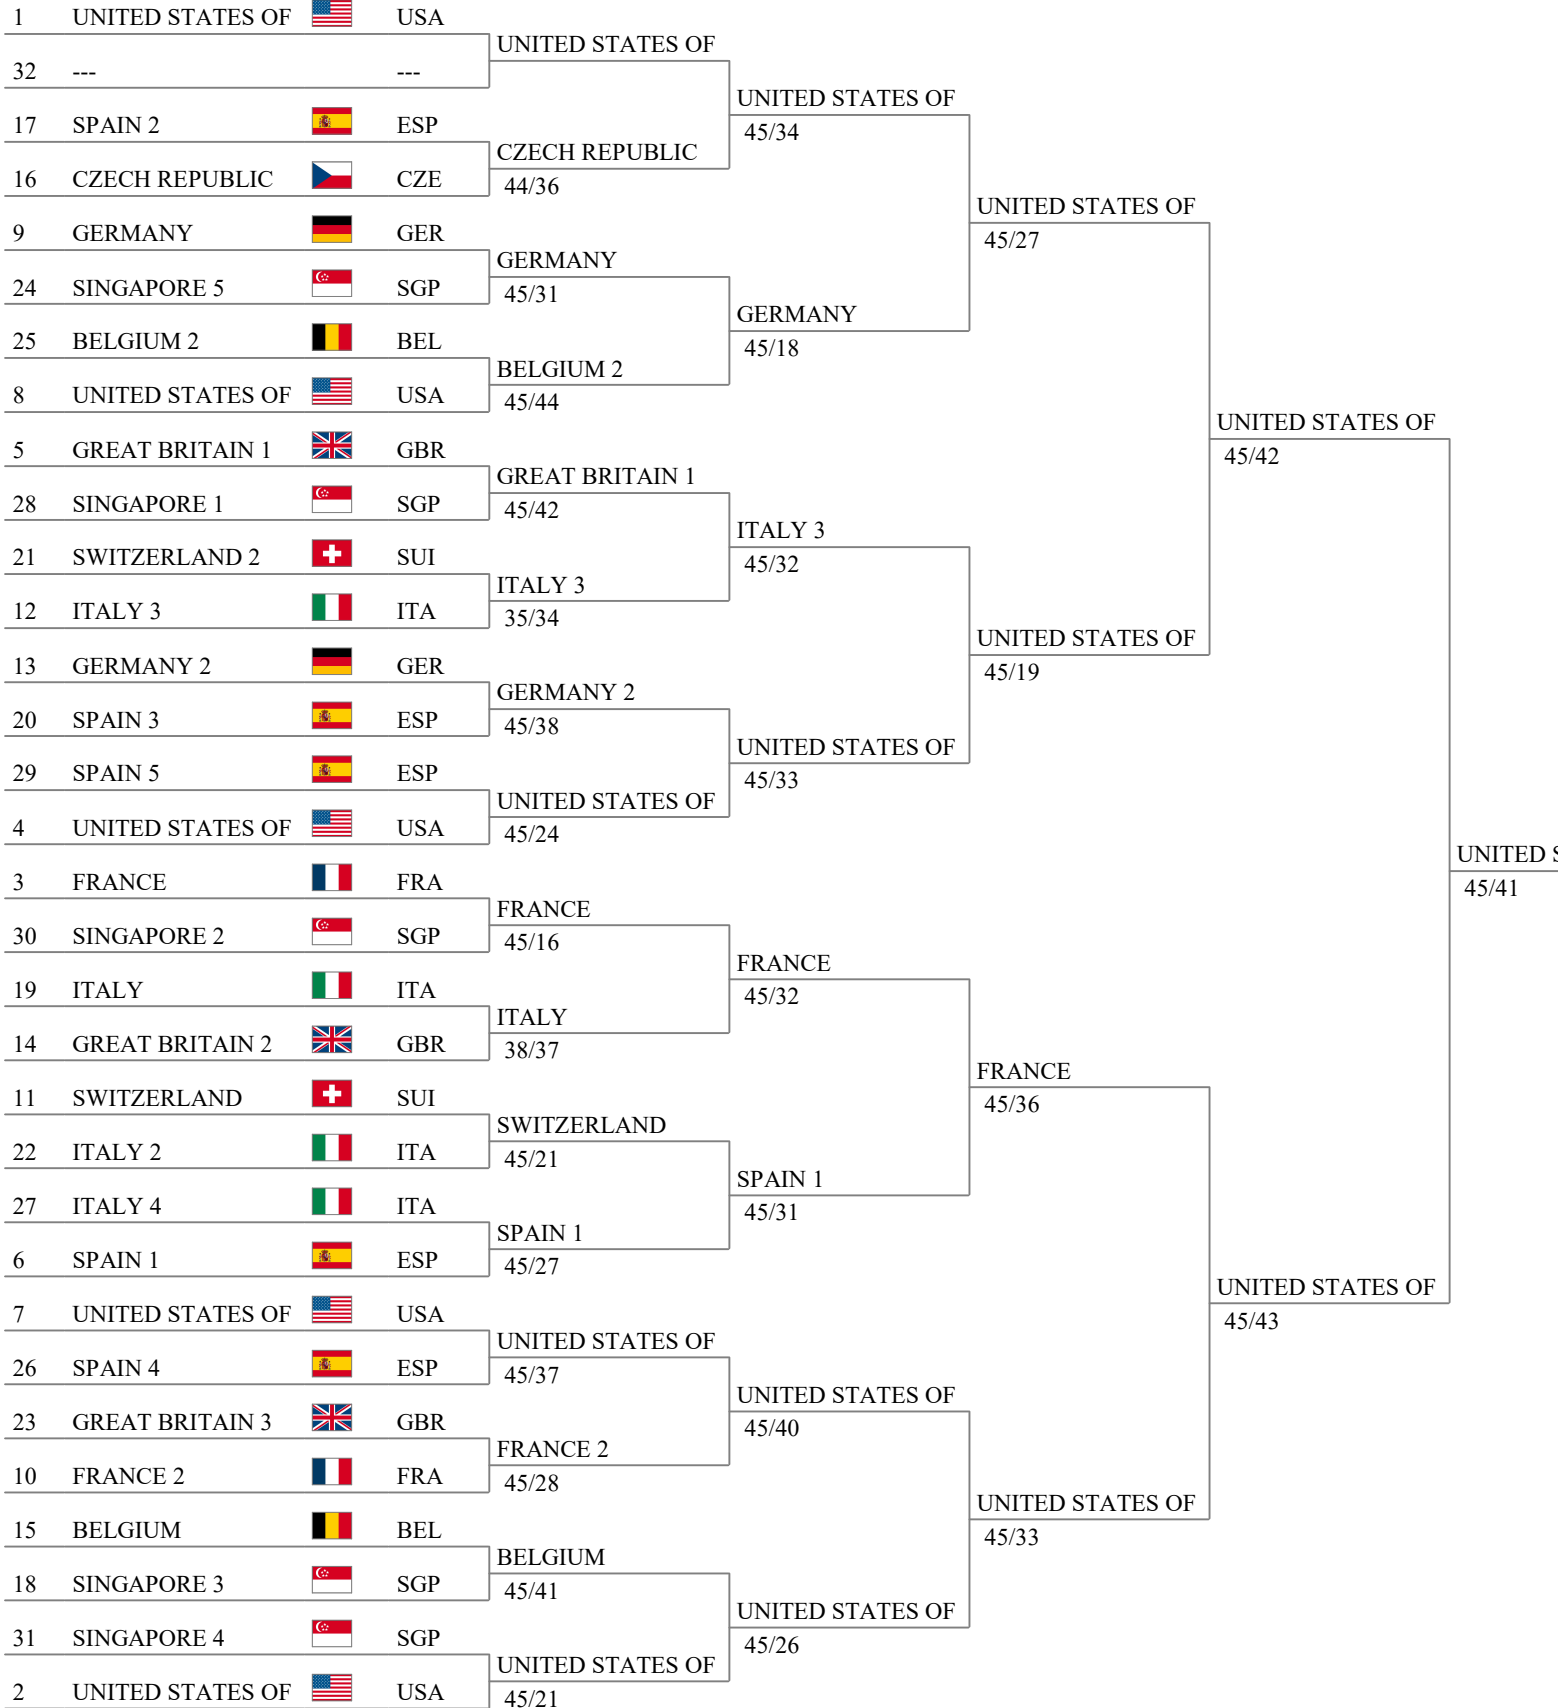 1 UNITED STATES OF USA
UNITED STATES OF
32 --- ---
UNITED STATES OF
45/34
17 SPAIN 2 ESP
CZECH REPUBLIC
44/36
16 CZECH REPUBLIC CZE
UNITED STATES OF
45/27
9 GERMANY GER
GERMANY
45/31
24 SINGAPORE 5 SGP
GERMANY
45/18
25 BELGIUM 2 BEL
BELGIUM 2
45/44
8 UNITED STATES OF USA
UNITED STATES OF
45/42
5 GREAT BRITAIN 1 GBR
GREAT BRITAIN 1
45/42
28 SINGAPORE 1 SGP
ITALY 3
45/32
21 SWITZERLAND 2 SUI
ITALY 3
35/34
12 ITALY 3 ITA
UNITED STATES OF
45/19
13 GERMANY 2 GER
GERMANY 2
45/38
20 SPAIN 3 ESP
UNITED STATES OF
45/33
29 SPAIN 5 ESP
UNITED STATES OF
45/24
4 UNITED STATES OF USA
UNITED
45/41
3 FRANCE FRA
FRANCE
45/16
30 SINGAPORE 2 SGP
FRANCE
45/32
19 ITALY ITA
ITALY
38/37
14 GREAT BRITAIN 2 GBR
FRANCE
45/36
11 SWITZERLAND SUI
SWITZERLAND
45/21
22 ITALY 2 ITA
SPAIN 1
45/31
27 ITALY 4 ITA
SPAIN 1
45/27
6 SPAIN 1 ESP
UNITED STATES OF
45/43
7 UNITED STATES OF USA
UNITED STATES OF
45/37
26 SPAIN 4 ESP
UNITED STATES OF
45/40
23 GREAT BRITAIN 3 GBR
FRANCE 2
45/28
10 FRANCE 2 FRA
UNITED STATES OF
45/33
15 BELGIUM BEL
BELGIUM
45/41
18 SINGAPORE 3 SGP
UNITED STATES OF
45/26
31 SINGAPORE 4 SGP
UNITED STATES OF
45/21
2 UNITED STATES OF USA